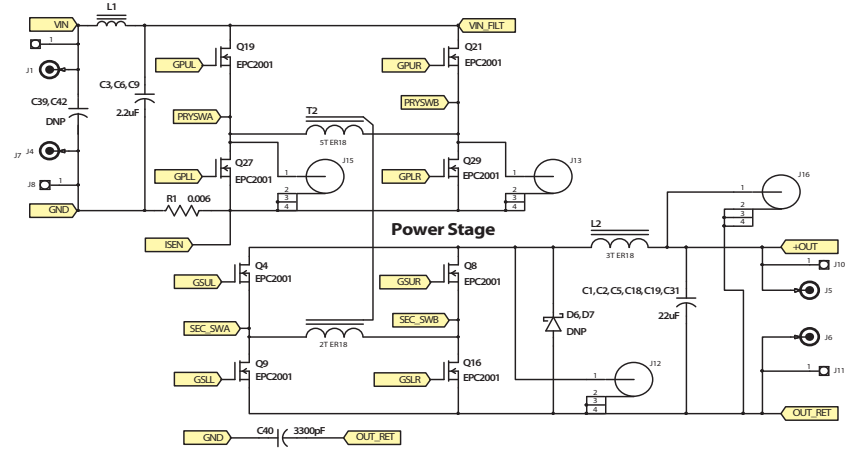 L1
VIN
VIN_FILT
1
Q19
Q21
GPUL
EPC2001
GPUR
EPC2001
J1
C3, C6, C9
C39, C42
2.2uF
PRYSWA
T2
PRYSWB
DNP
5T ER18
J7
J4
J15
J13
Q27
Q29
GPLL
EPC2001
1
GPLR
EPC2001
1
J16
J8
1
2
3
4
2
3
4
1
R1
0.006
GND
2
3
4
Power Stage
L2
ISEN
+OUT
3T ER18
1
J10
Q4
Q8
GSUL
EPC2001
GSUR
EPC2001
C1, C2, C5, C18, C19, C31
J5
22uF
SEC_SWA
SEC_SWB
D6, D7
DNP
2T ER18
J6
Q9
Q16
J12
GSLL
EPC2001
GSLR
EPC2001
1
1
J11
2
3
4
OUT_RET
GND
C40
3300pF
OUT_RET